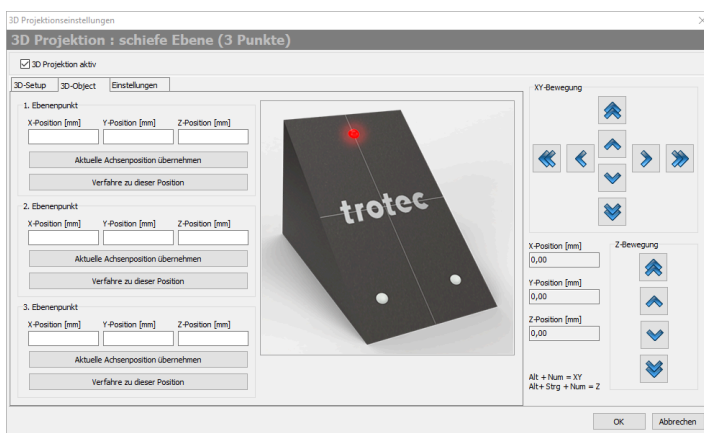 3D Projektionseinstellungen
3D Projektion : schiefe Ebene (3 Punkte)
3D Projektion aktiv
3D-Setup 3D-Object Einstellungen
1. Ebenenpunkt
X-Position [mm] Y-Position [mm] Z-Position [mm]
Aktuelle Achsenposition übernehmen
Verfahre zu dieser Position
2. Ebenenpunkt
X-Position [mm] Y-Position [mm] Z-Position [mm]
Aktuelle Achsenposition übernehmen
Verfahre zu dieser Position
3. Ebenenpunkt
X-Position [mm] Y-Position [mm] Z-Position [mm]
Aktuelle Achsenposition übernehmen
Verfahre zu dieser Position
trotec
XY-Bewegung
X-Position [mm]
0,00
Y-Position [mm]
0,00
Z-Position [mm]
0,00
Z-Bewegung
Alt + Num = XY
Alt+ Strg + Num = Z
OK Abbrechen